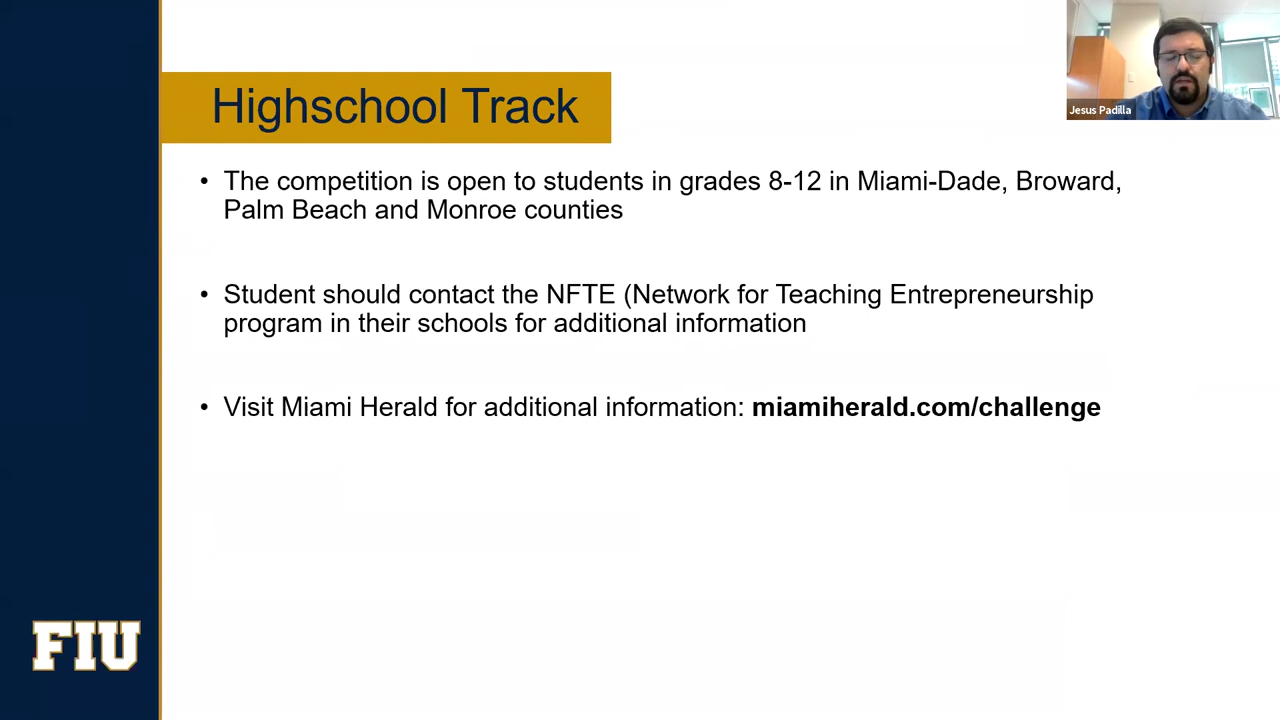 Highschool Track
Jesus Padilla
• The competition is open to students in grades 8-12 in Miami-Dade, Broward,
Palm Beach and Monroe counties
• Student should contact the NFTE (Network for Teaching Entrepreneurship
program in their schools for additional information
• Visit Miami Herald for additional information: miamiherald.com/challenge
FIU